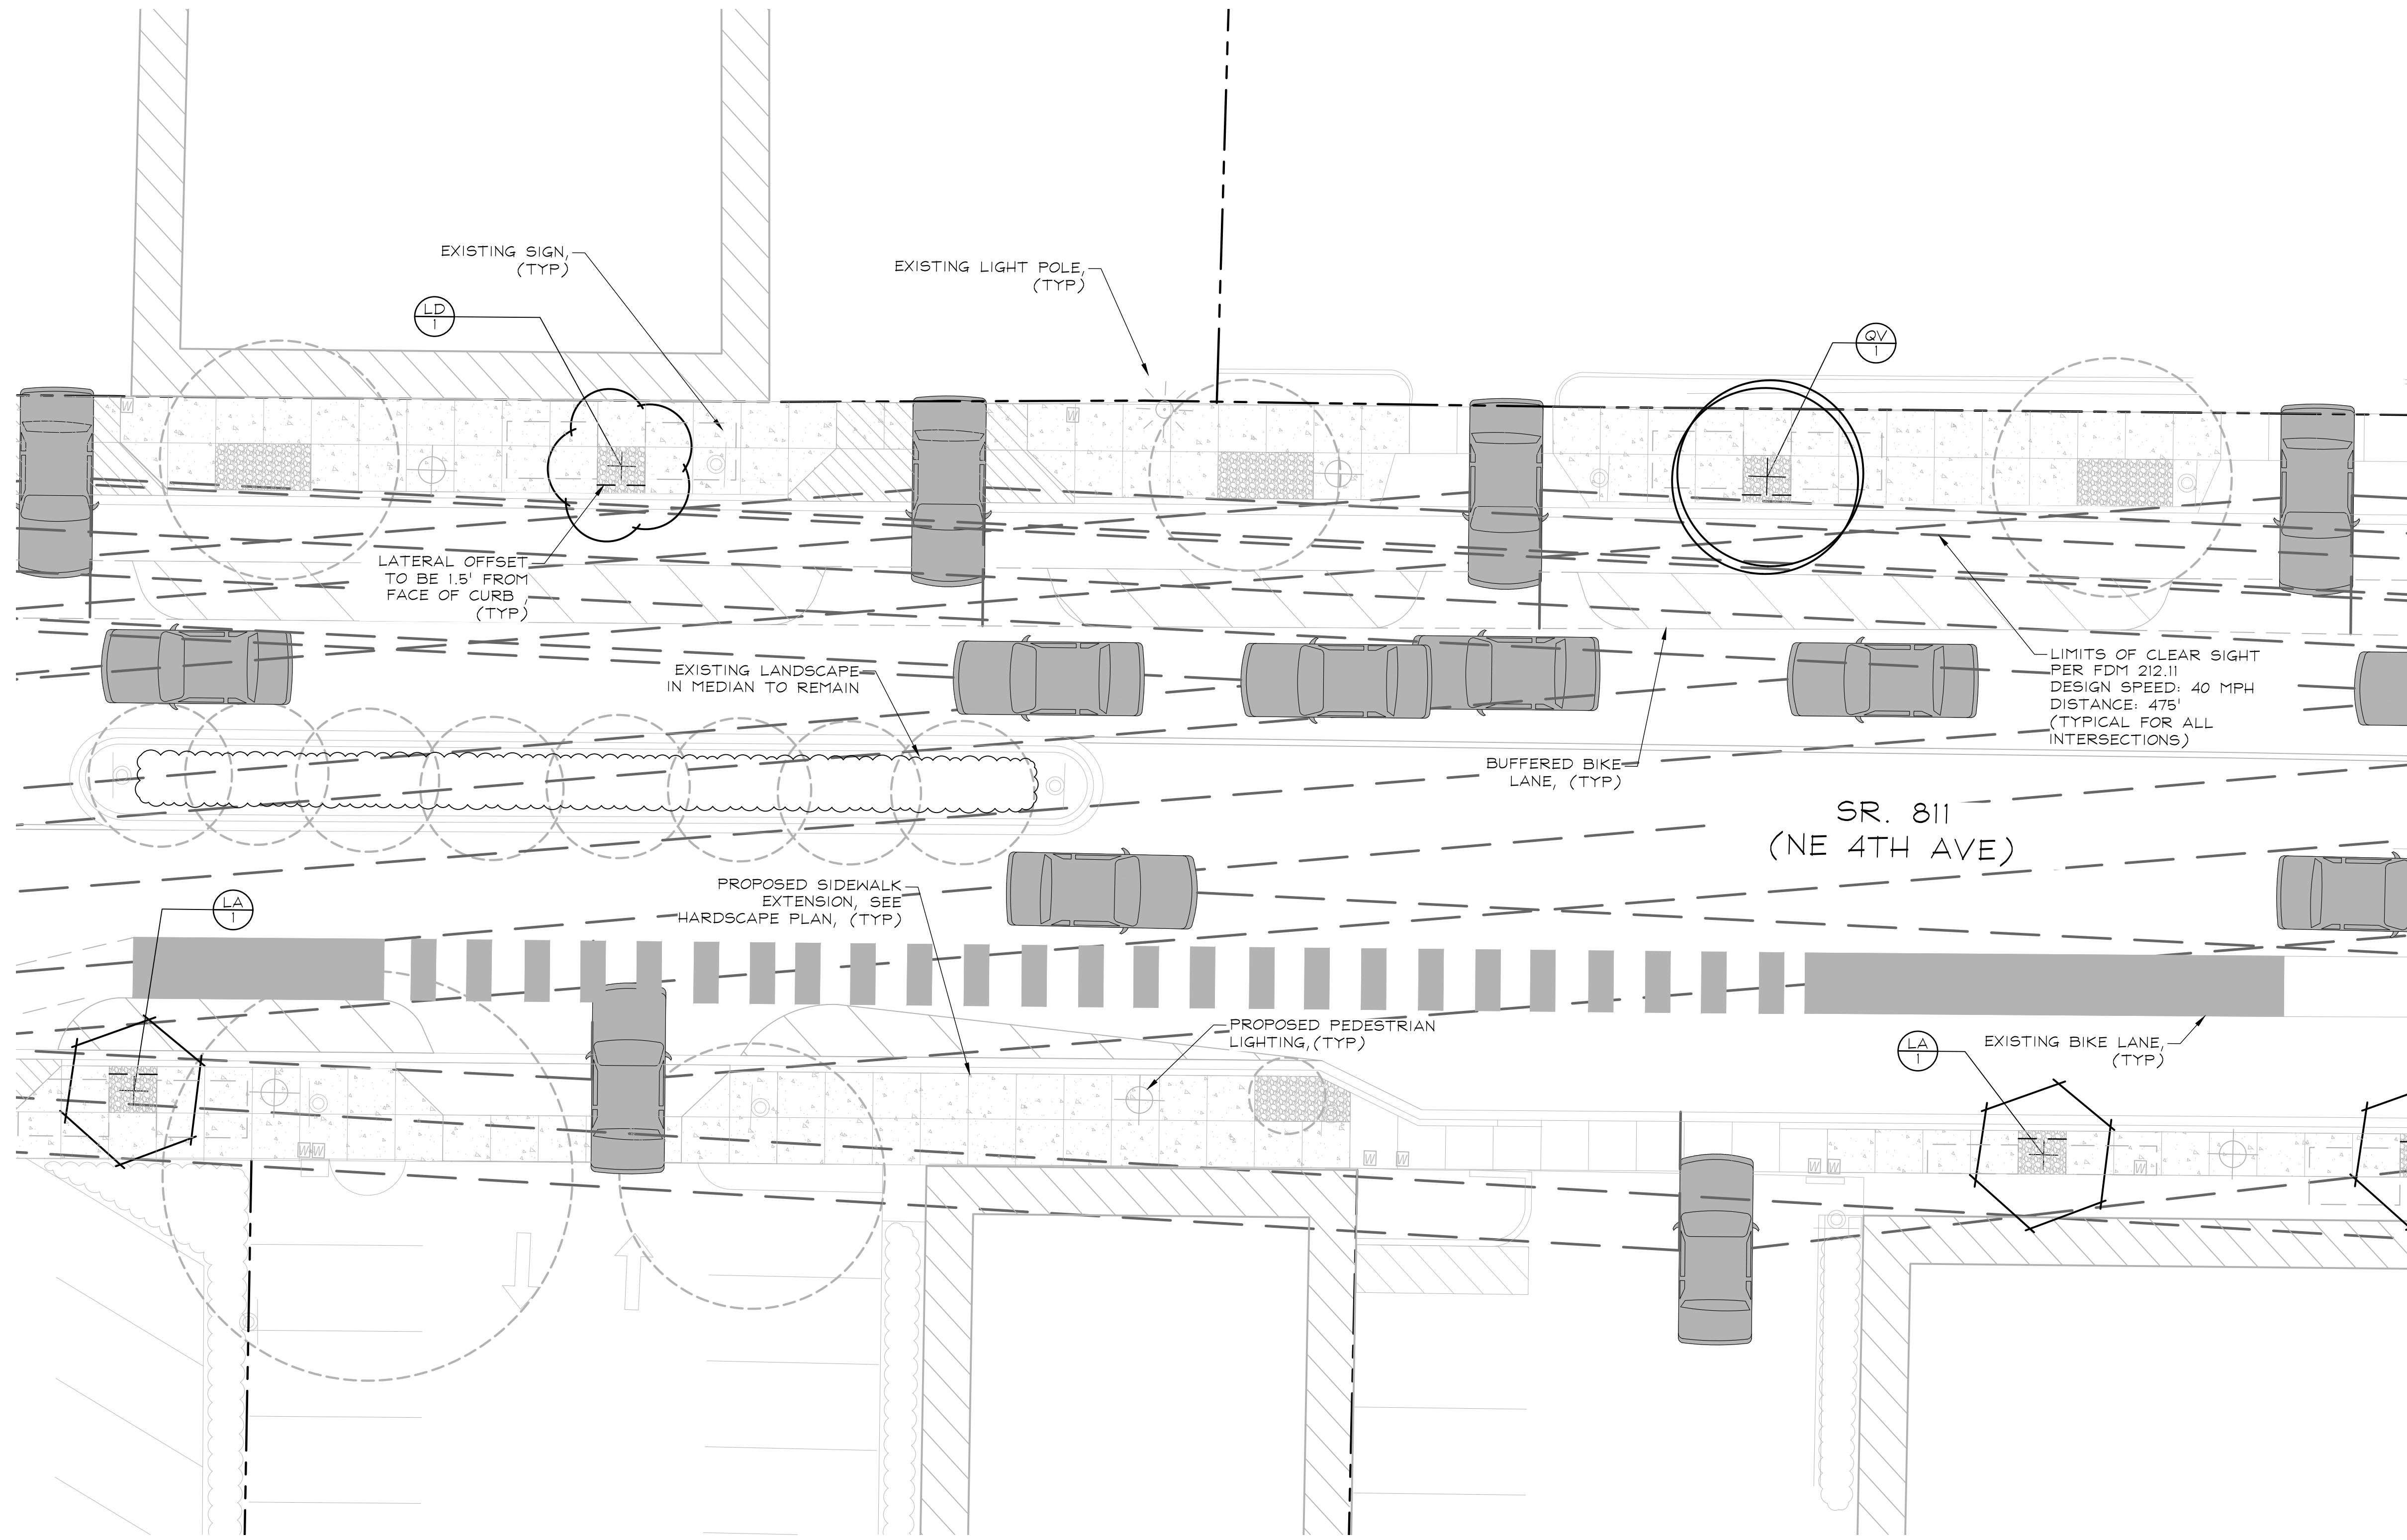 EXISTING SIGN,
(TYP)
EXISTING LIGHT POLE,
(TYP)
LD
1
QV
1
W
W
LATERAL OFFSET
TO BE 1.5' FROM
FACE OF CURB ,
(TYP)
EXISTING LANDSCAPE
IN MEDIAN TO REMAIN
LIMITS OF CLEAR SIGHT
PER FDM 212.11
DESIGN SPEED: 40 MPH
DISTANCE: 475'
(TYPICAL FOR ALL
INTERSECTIONS)
BUFFERED BIKE
LANE, (TYP)
SR. 811
(NE 4TH AVE)
PROPOSED SIDEWALK
EXTENSION, SEE
HARDSCAPE PLAN, (TYP)
LA
1
PROPOSED PEDESTRIAN
LIGHTING,(TYP)
LA
1
EXISTING BIKE LANE,
(TYP)
W W
W W
W W
W